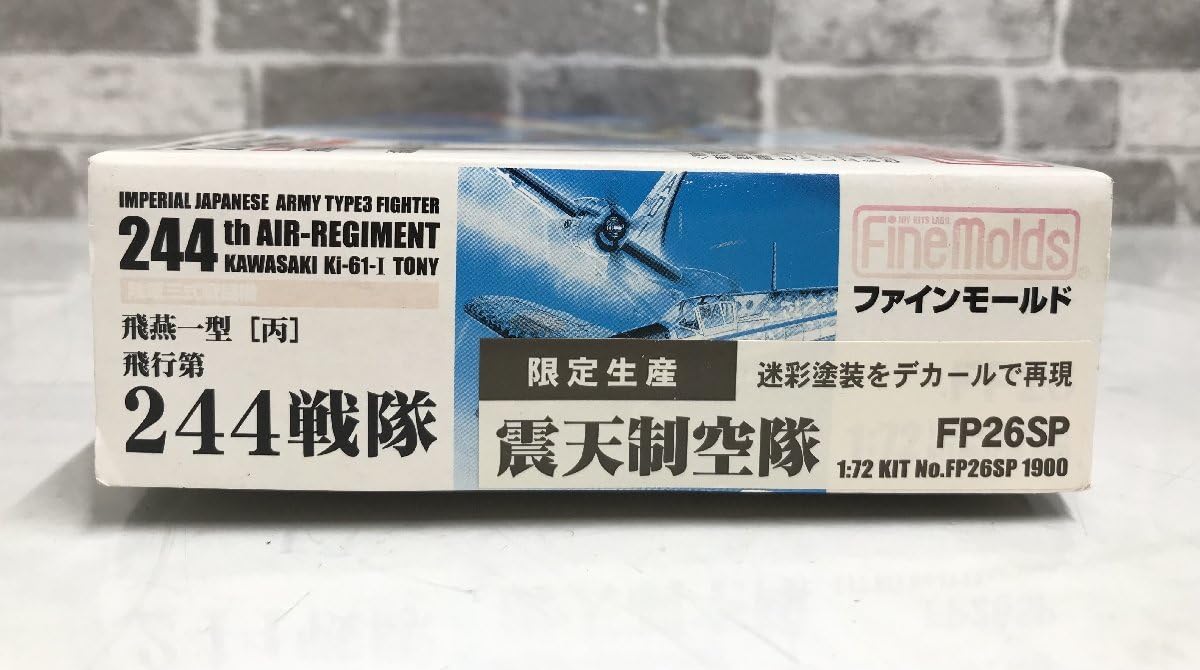 IMPERIAL JAPANESE ARMY TYPE3 FIGHTER
244th AIR-REGIMENT
KAWASAKI Ki-61-I TONY
飛燕一型［丙］
飛行第
244戦隊
限定生産
震天制空隊
FineMolds
ファインモールド
迷彩塗装をデカールで再現
FP26SP
1:72 KIT No.FP26SP 1900